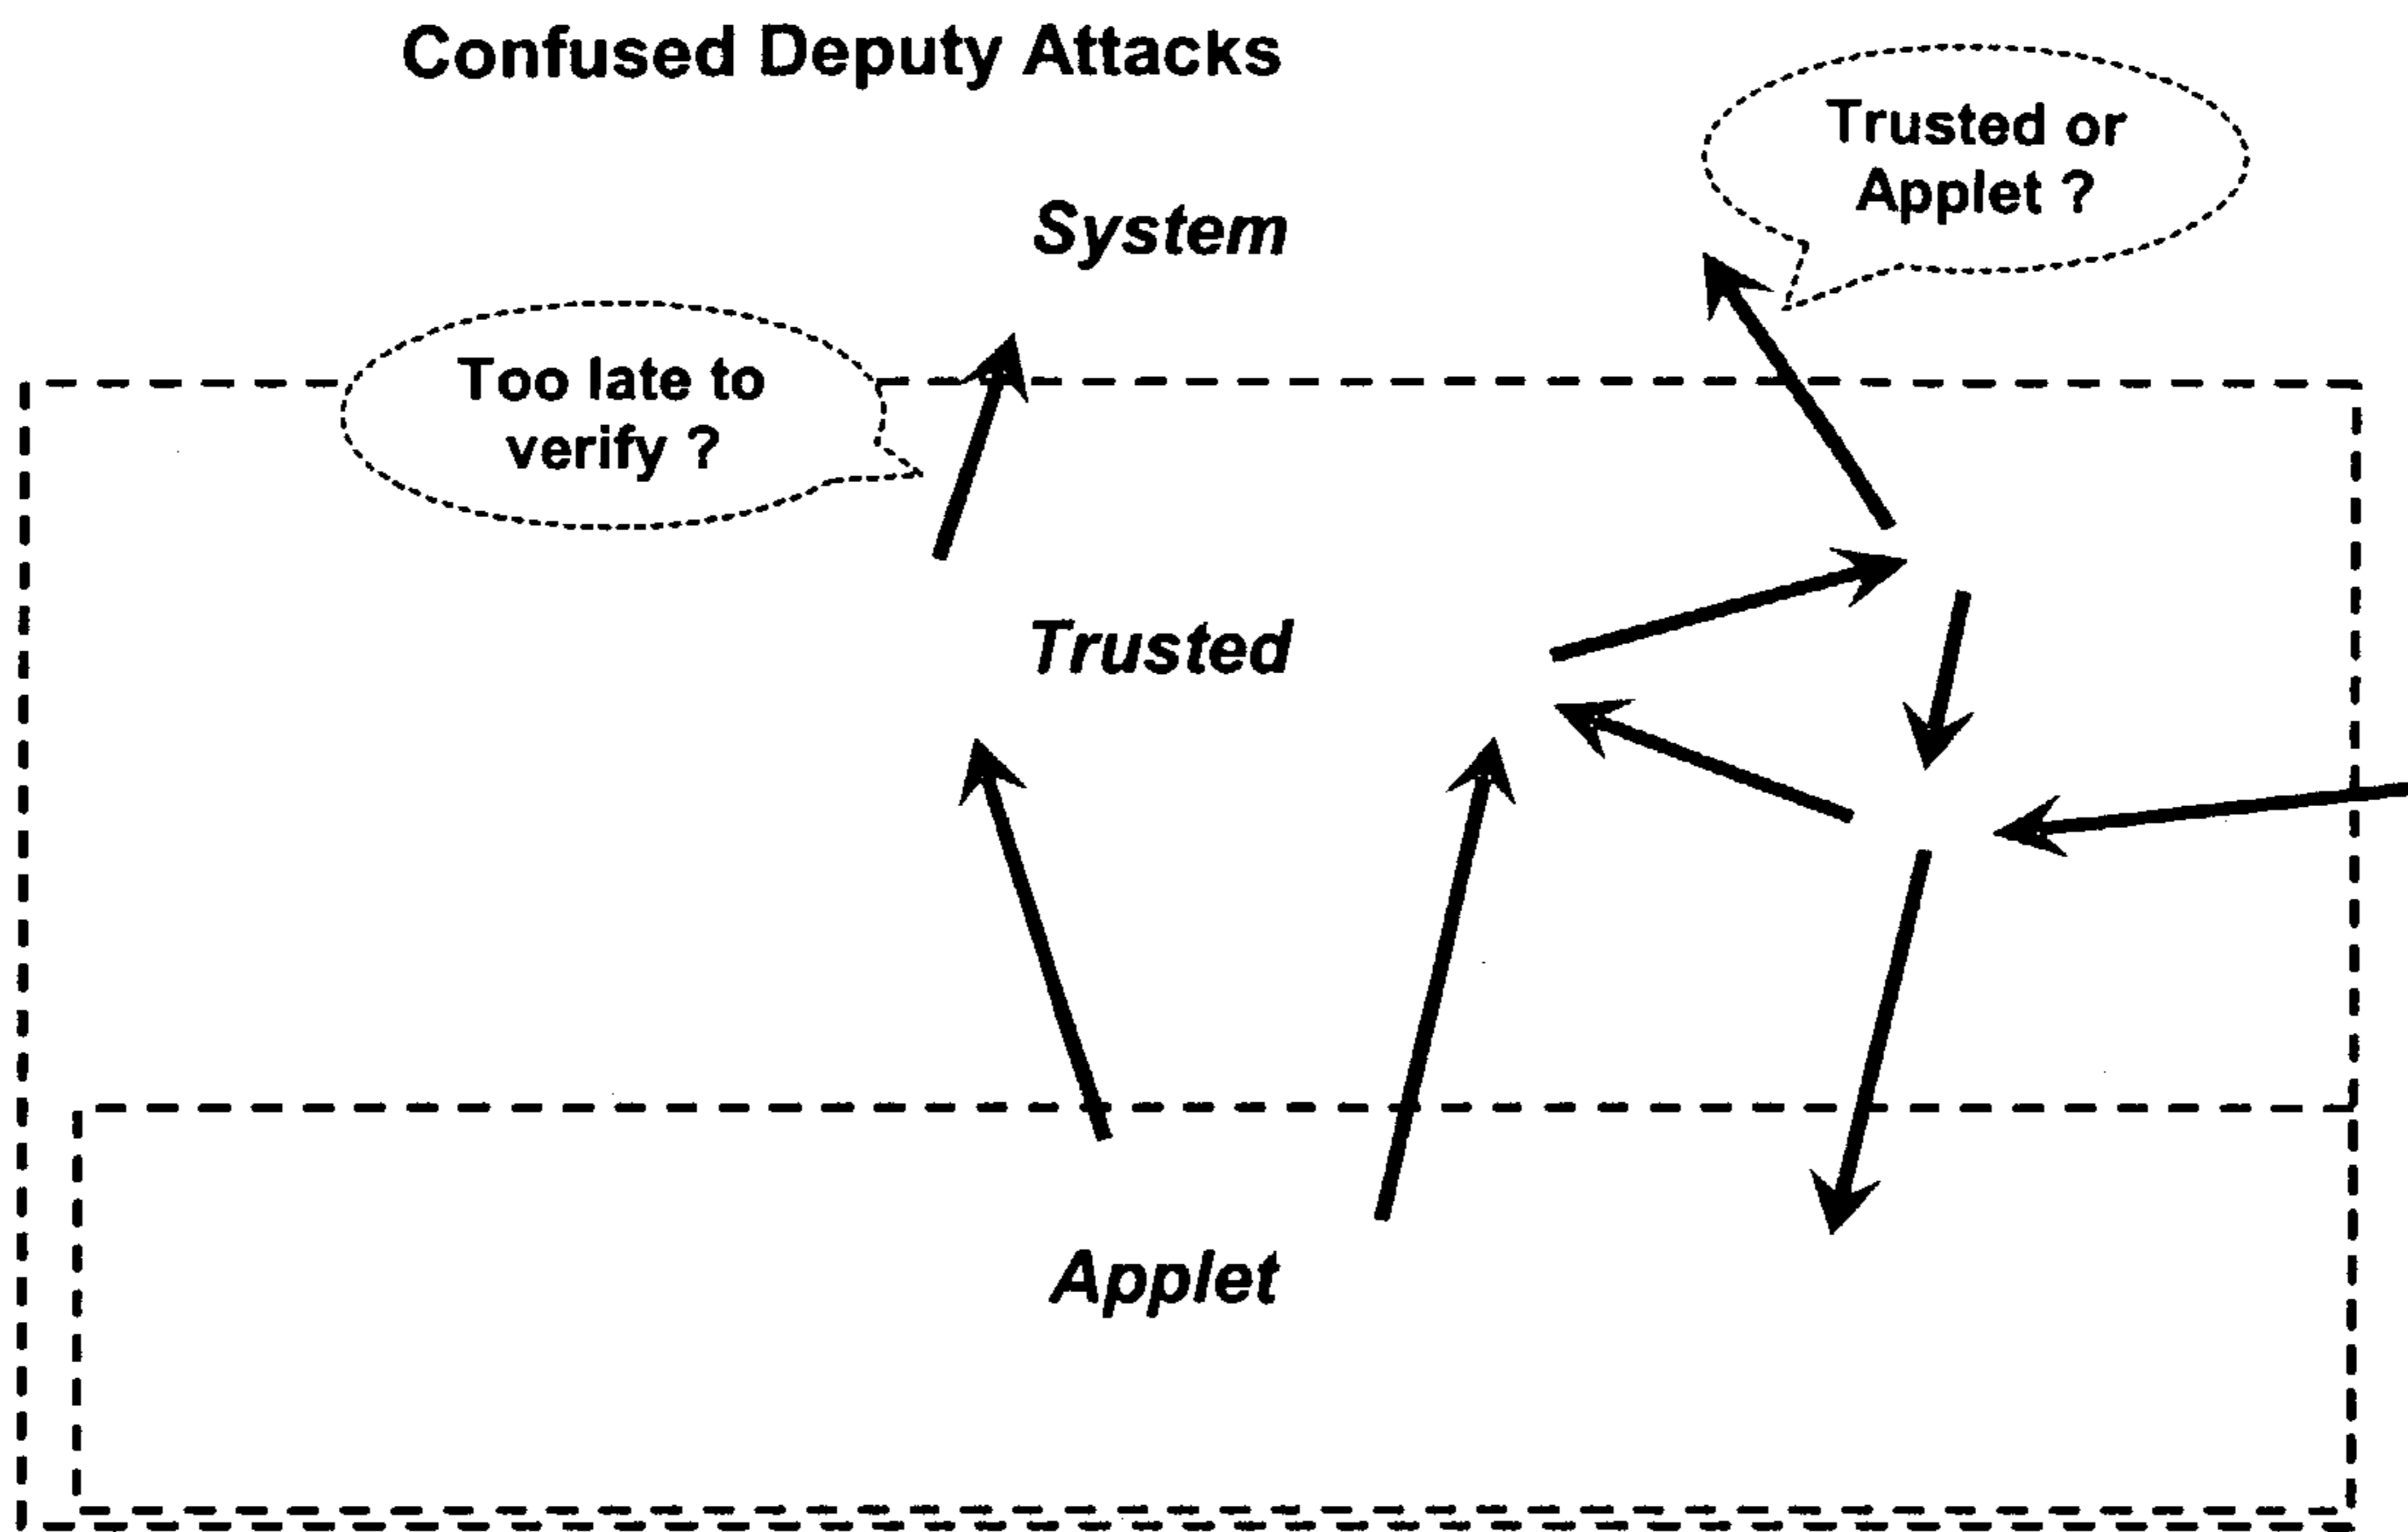 Confused Deputy Attacks
Trusted or
Applet ?
System
Too late to
verify ?
Trusted
Applet